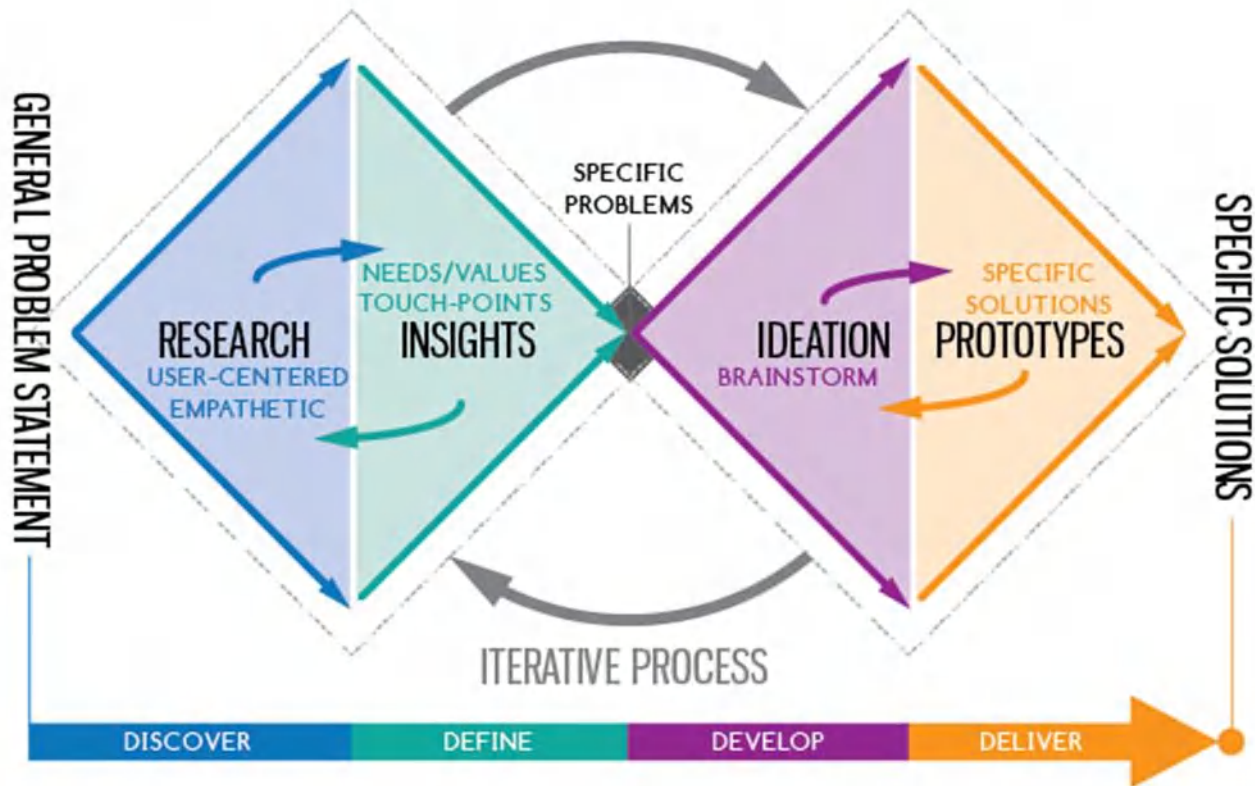 GENERAL PROBLEM STATEMENT
SPECIFIC
PROBLEMS
NEEDS/VALUES
TOUCH-POINTS
RESEARCH
INSIGHTS
USER-CENTERED
EMPATHETIC
SPECIFIC
SOLUTIONS
IDEATION
PROTOTYPES
BRAINSTORM
SPECIFIC SOLUTIONS
ITERATIVE PROCESS
DISCOVER
DEFINE
DEVELOP
DELIVER